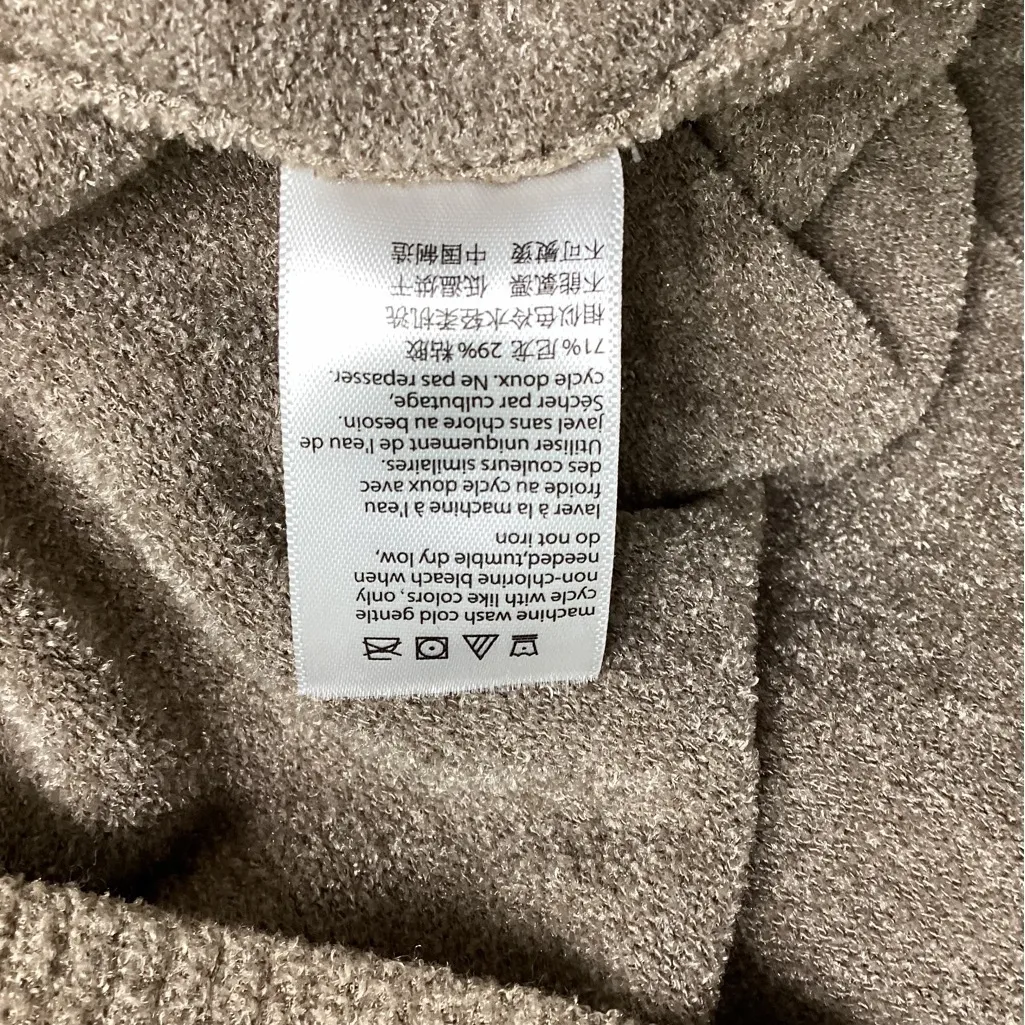 machine wash cold gentle
cycle with like colors, only
non-chlorine bleach when
needed,tumble dry low,
do not iron
laver à la machine à l'eau
froide au cycle doux avec
des couleurs similaires.
Utiliser uniquement de l'eau de
javel sans chlore au besoin.
Sécher par culbutage,
cycle doux. Ne pas repasser.
71%尼龙 29%粘胶
相似色冷水轻柔机洗
不能氯漂 低温烘干
不可熨烫 中国制造